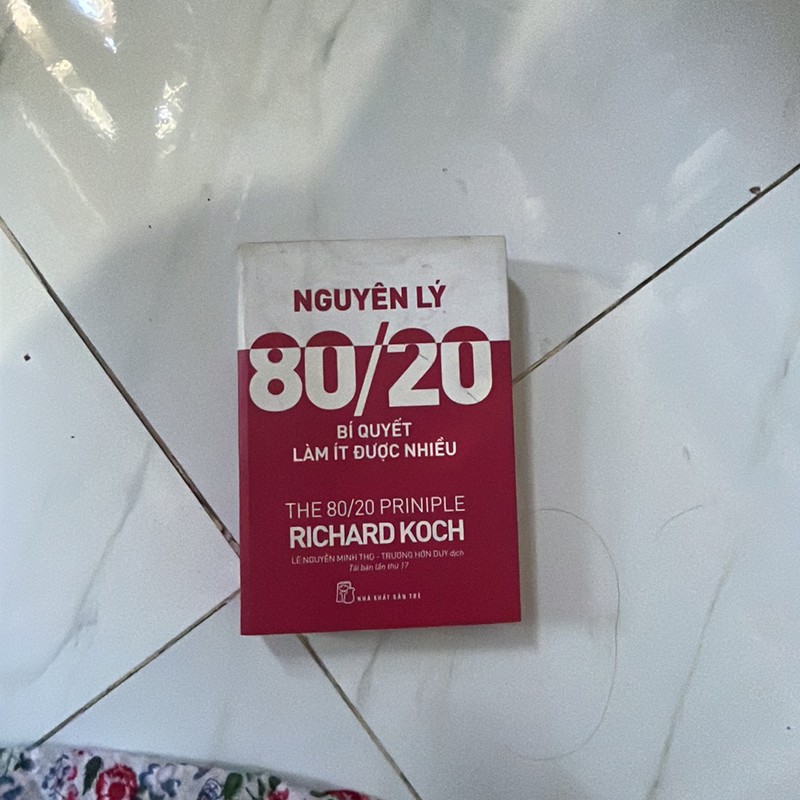 NGUYÊN LÝ
80/20
BÍ QUYẾT
LÀM ÍT ĐƯỢC NHIỀU
THE 80/20 PRINIPLE
RICHARD KOCH
LÊ NGUYỄN MINH THỌ - TRƯƠNG HỚN DUY dịch
Tái bản lần thứ 17
NHÀ XUẤT BẢN TRẺ